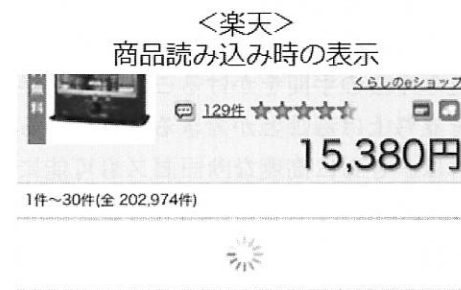 <楽天>
商品読み込み時の表示
無料
くらしのeショップ
129件
15,380円
1件〜30件(全 202,974件)